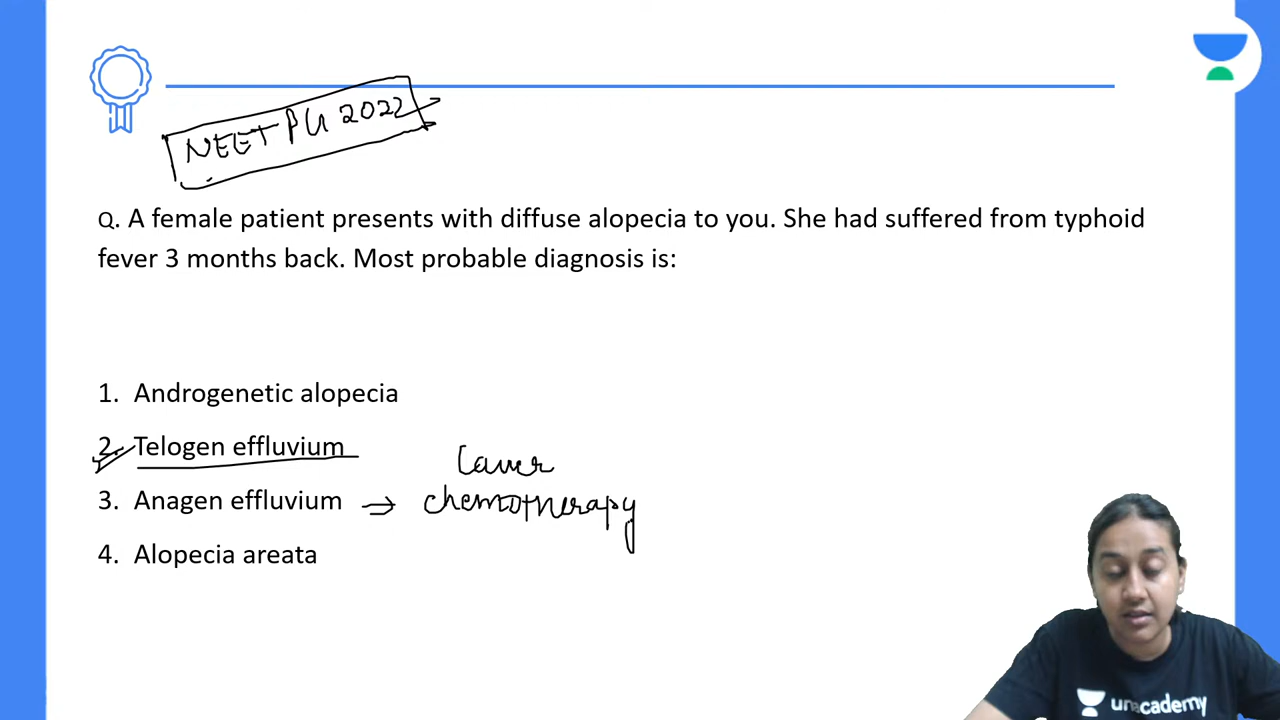 NEET PG 2022
Q. A female patient presents with diffuse alopecia to you. She had suffered from typhoid
fever 3 months back. Most probable diagnosis is:
1. Androgenetic alopecia
2. Telogen effluvium
Cancer
3. Anagen effluvium ⇒ chemotherapy
4. Alopecia areata
unacademy